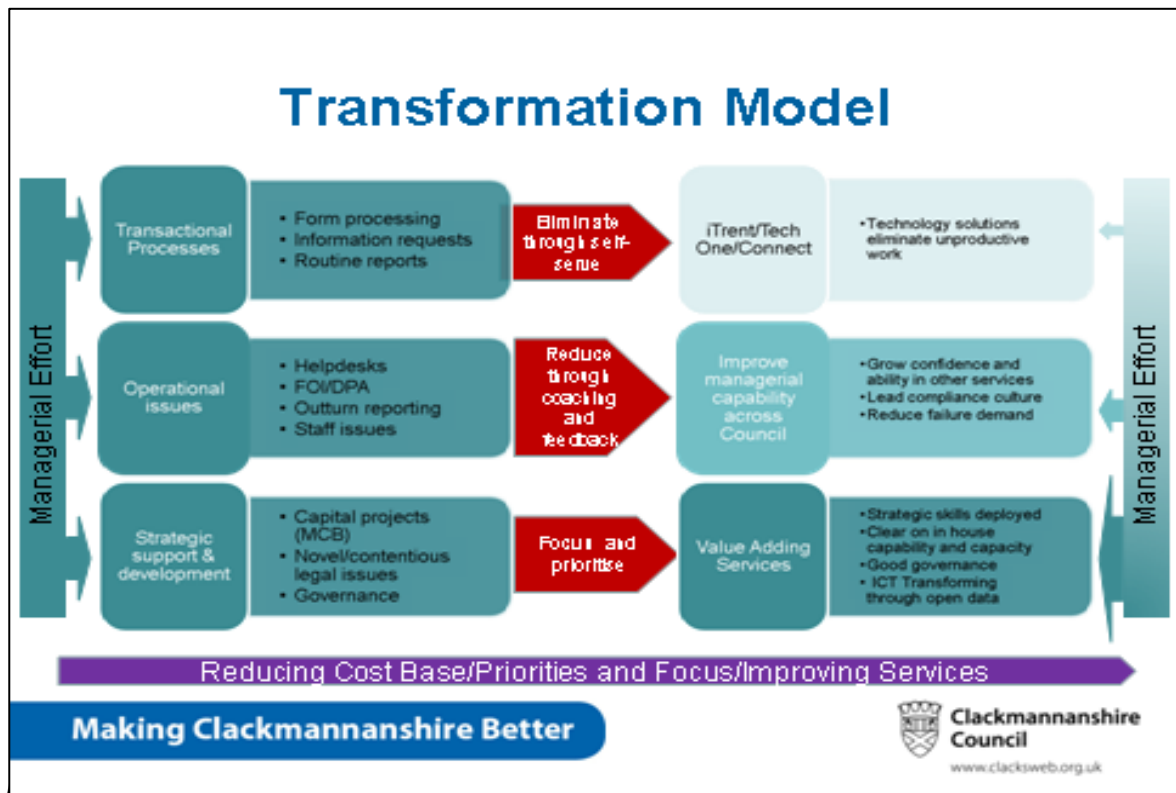 Transformation Model
Managerial Effort
Transactional
Processes
• Form processing
• Information requests
• Routine reports
Eliminate
through self-
serve
iTrent/Tech
One/Connect
•Technology solutions
eliminate unproductive
work
Operational
issues
• Helpdesks
• FOI/DPA
• Outturn reporting
• Staff issues
Reduce
through
coaching
and
feedback
Improve
managerial
capability
across
Council
•Grow confidence and
ability in other services
•Lead compliance culture
•Reduce failure demand
Strategic
support &
development
• Capital projects
(MCB)
• Novel/contentious
legal issues
• Governance
Focus and
prioritise
Value Adding
Services
•Strategic skills deployed
•Clear on in house
capability and capacity
•Good governance
• ICT Transforming
through open data
Managerial Effort
Reducing Cost Base/Priorities and Focus/Improving Services
Making Clackmannanshire Better
Clackmannanshire
Council
www.clacksweb.org.uk